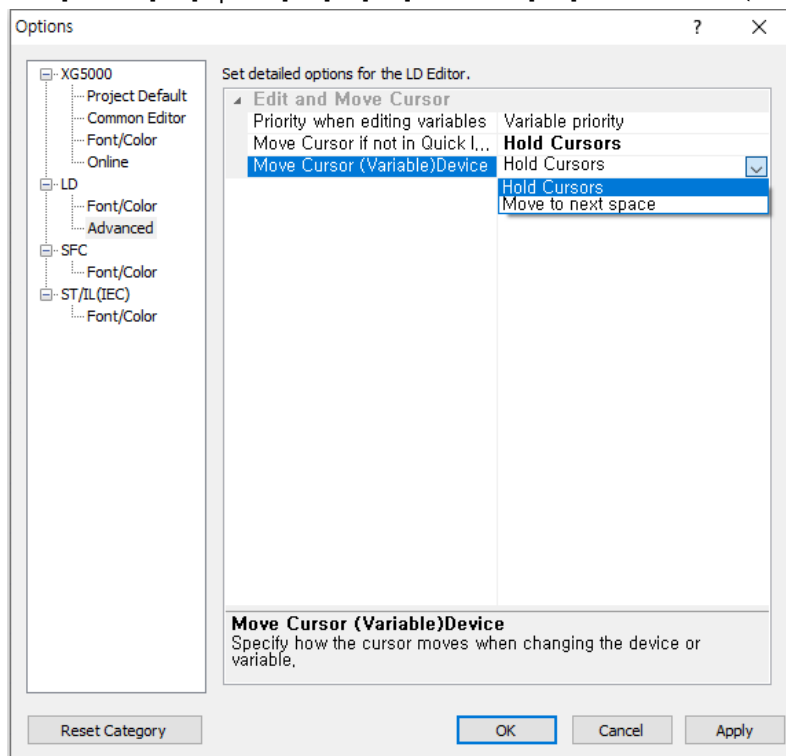 Options
?
XG5000
Project Default
Common Editor
Font/Color
Online
LD
Font/Color
Advanced
SFC
Font/Color
ST/IL(IEC)
Font/Color
Set detailed options for the LD Editor.
Edit and Move Cursor
Priority when editing variables Variable priority
Move Cursor if not in Quick I... Hold Cursors
Move Cursor (Variable)Device Hold Cursors
Hold Cursors
Move to next space
Move Cursor (Variable)Device
Specify how the cursor moves when changing the device or
variable,
Reset Category
OK
Cancel
Apply